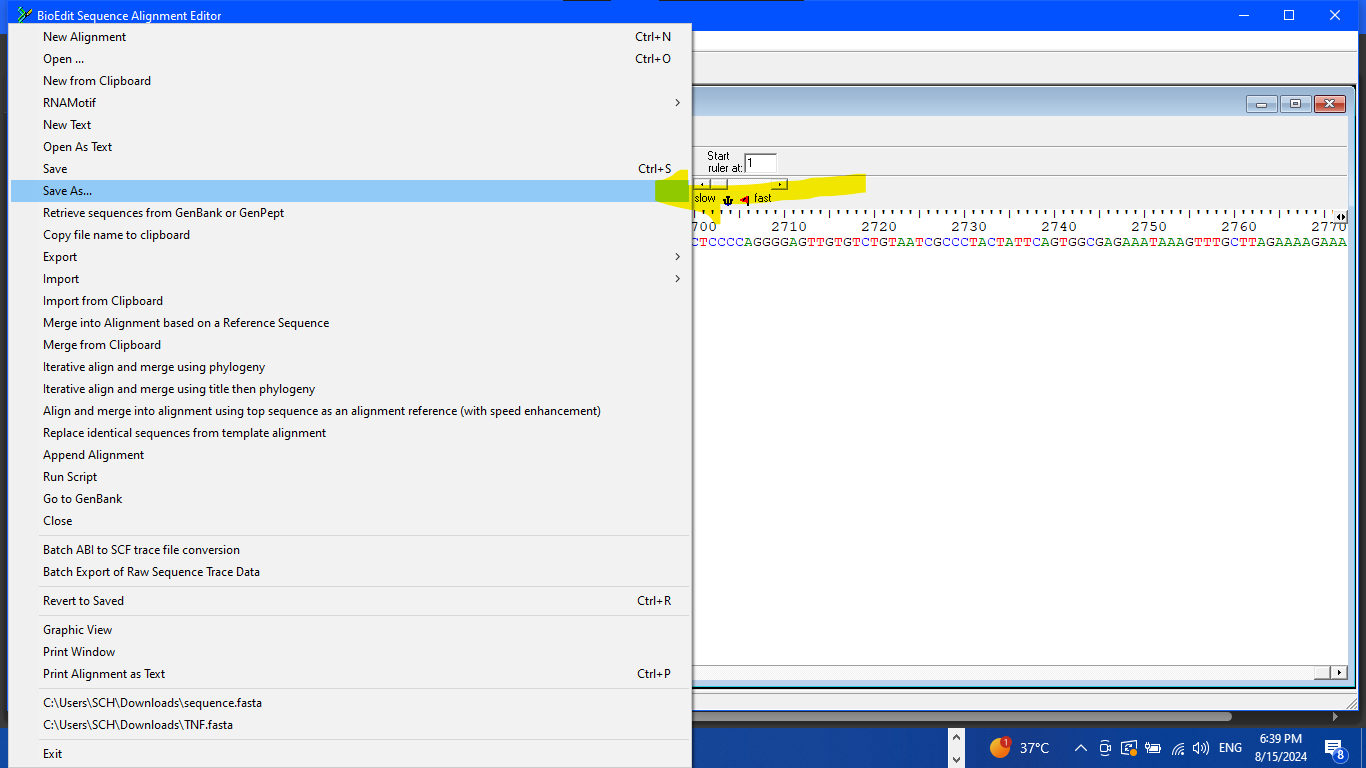 BioEdit Sequence Alignment Editor
New Alignment Ctrl+N
Open ... Ctrl+O
New from Clipboard
RNAMotif
New Text
Open As Text
Save Ctrl+S
Save As...
Retrieve sequences from GenBank or GenPept
Copy file name to clipboard
Export
Import
Import from Clipboard
Merge into Alignment based on a Reference Sequence
Merge from Clipboard
Iterative align and merge using phylogeny
Iterative align and merge using title then phylogeny
Align and merge into alignment using top sequence as an alignment reference (with speed enhancement)
Replace identical sequences from template alignment
Append Alignment
Run Script
Go to GenBank
Close
Batch ABI to SCF trace file conversion
Batch Export of Raw Sequence Trace Data
Revert to Saved Ctrl+R
Graphic View
Print Window
Print Alignment as Text Ctrl+P
C:\Users\SCH\Downloads\sequence.fasta
C:\Users\SCH\Downloads\TNF.fasta
Exit
Start
ruler at: 1
slow fast
700 2710 2720 2730 2740 2750 2760 2770
CTCCCCAGGGGAGTTGTGTCTGTAATCGCCCTACTATTCAGTGGCGAGAAATAAAGTTTGCTTAGAAAAGAAA
1
37°C ENG 6:39 PM
8/15/2024
8